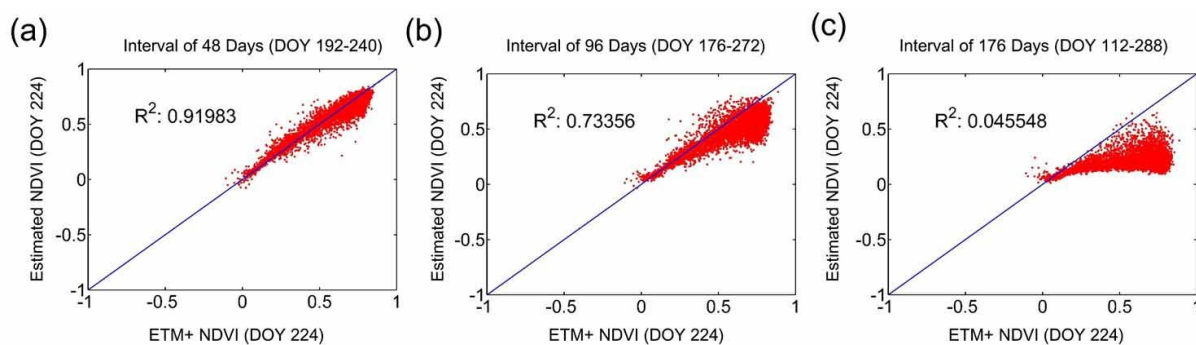 (a)
Interval of 48 Days (DOY 192-240)
1
0.5
0
-0.5
-1
-1
-0.5
0
0.5
1
R²: 0.91983
Estimated NDVI (DOY 224)
ETM+ NDVI (DOY 224)
(b)
Interval of 96 Days (DOY 176-272)
1
0.5
0
-0.5
-1
-1
-0.5
0
0.5
1
R²: 0.73356
Estimated NDVI (DOY 224)
ETM+ NDVI (DOY 224)
(c)
Interval of 176 Days (DOY 112-288)
1
0.5
0
-0.5
-1
-1
-0.5
0
0.5
1
R²: 0.045548
Estimated NDVI (DOY 224)
ETM+ NDVI (DOY 224)